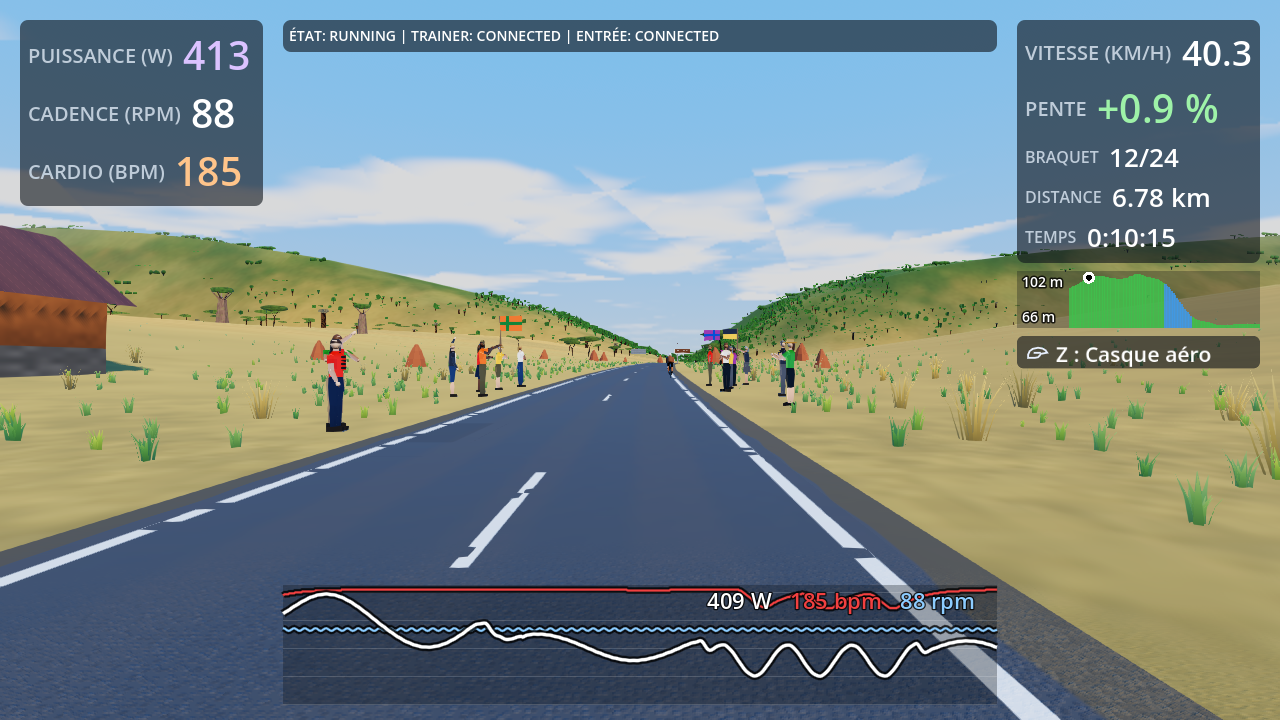 PUISSANCE (W) 413
CADENCE (RPM) 88
CARDIO (BPM) 185
ÉTAT: RUNNING | TRAINER: CONNECTED | ENTRÉE: CONNECTED
VITESSE (KM/H) 40.3
PENTE +0.9 %
BRAQUET 12/24
DISTANCE 6.78 km
TEMPS 0:10:15
102 m
66 m
Z : Casque aéro
409 W 185 bpm 88 rpm